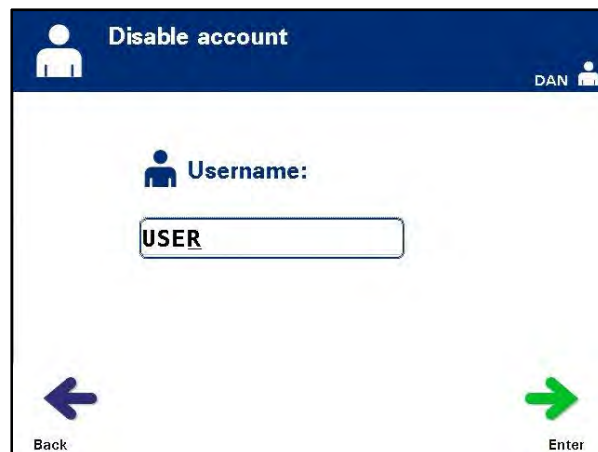 Disable account
DAN
Username:
USER
Back
Enter